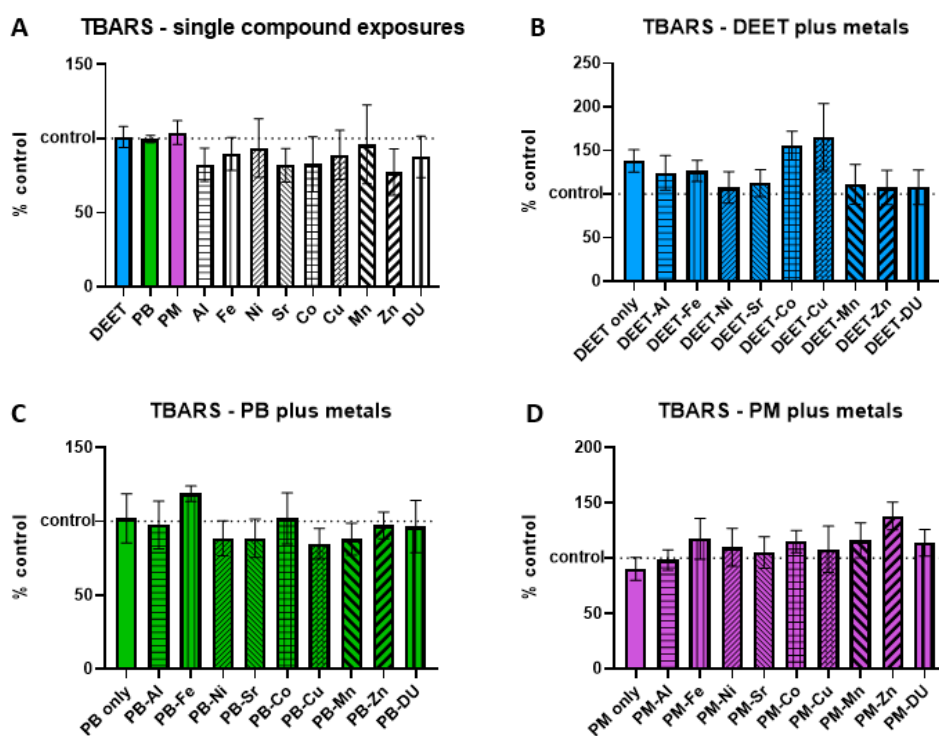 A TBARS - single compound exposures
150
control
50
0
% control
DEET PB PM Al Fe Ni Sr Co Cu Mn Zn DU
B TBARS - DEET plus metals
250
200
150
control
50
0
% control
DEET only DEET-Al DEET-Fe DEET-Ni DEET-Sr DEET-Co DEET-Cu DEET-Mn DEET-Zn DEET-DU
C TBARS - PB plus metals
150
control
50
0
% control
PB only PB-Al PB-Fe PB-Ni PB-Sr PB-Co PB-Cu PB-Mn PB-Zn PB-DU
D TBARS - PM plus metals
200
150
control
50
0
% control
PM only PM-Al PM-Fe PM-Ni PM-Sr PM-Co PM-Cu PM-Mn PM-Zn PM-DU